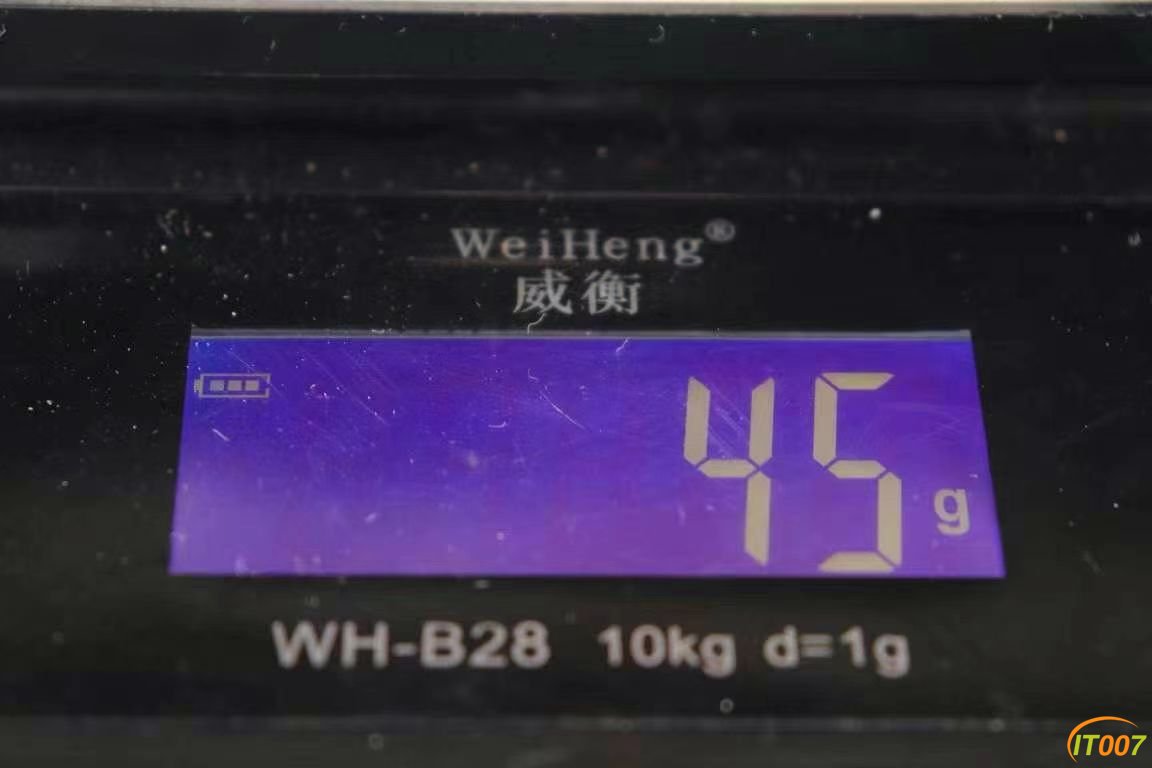 WeiHeng®
威衡
45 g
WH-B28 10kg d=1g
IT007